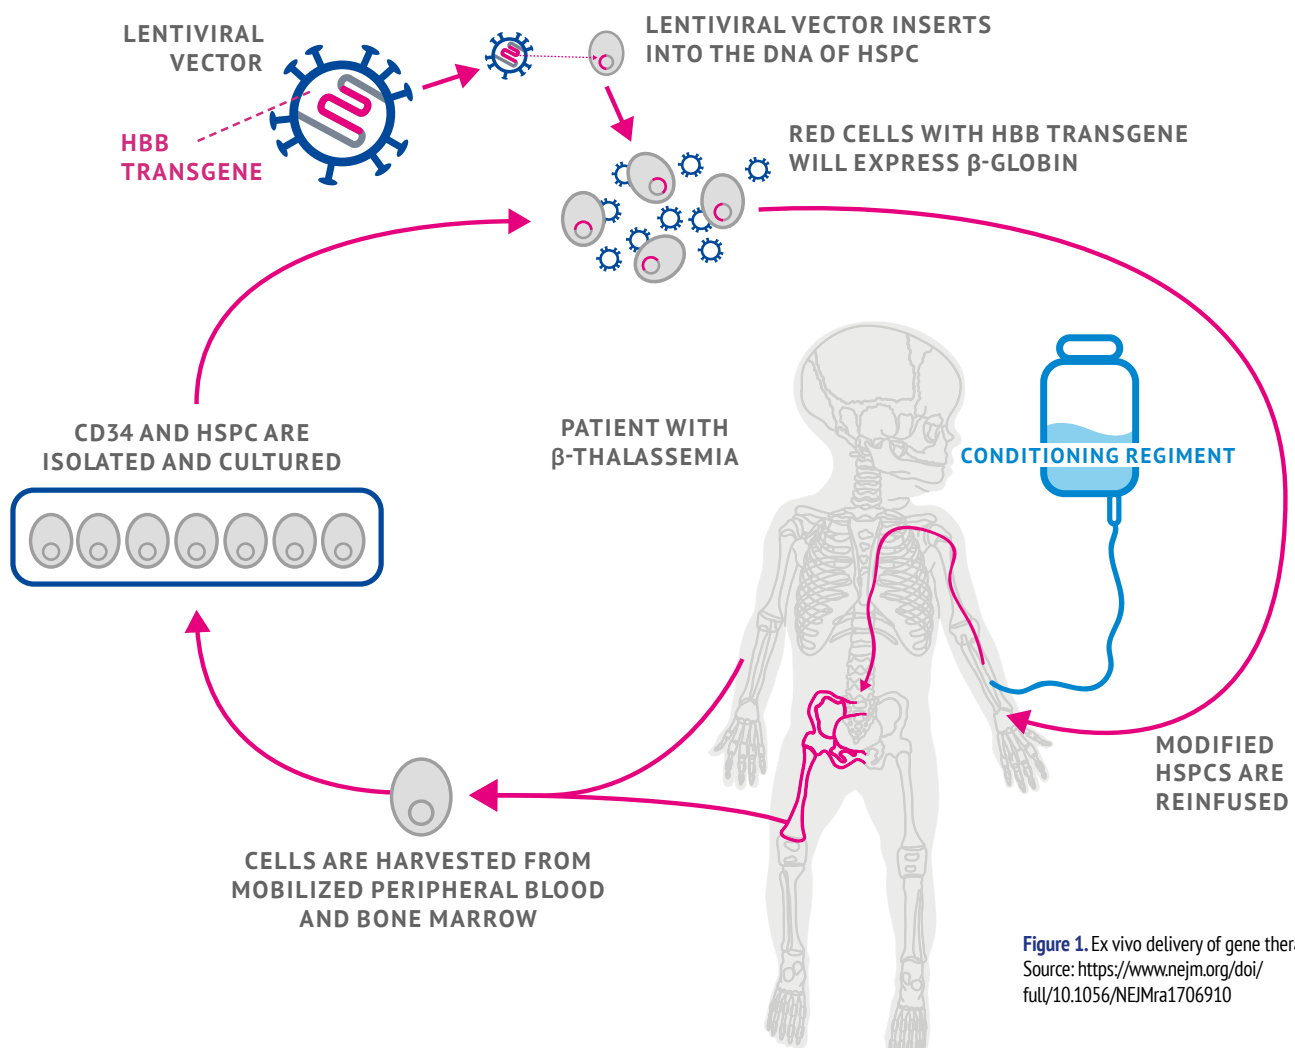 LENTIVIRAL
VECTOR
HBB
TRANSGENE
LENTIVIRAL VECTOR INSERTS
INTO THE DNA OF HSPC
RED CELLS WITH HBB TRANSGENE
WILL EXPRESS β-GLOBIN
CD34 AND HSPC ARE
ISOLATED AND CULTURED
PATIENT WITH
β-THALASSEMIA
CONDITIONING REGIMENT
MODIFIED
HSPCS ARE
REINFUSED
CELLS ARE HARVESTED FROM
MOBILIZED PERIPHERAL BLOOD
AND BONE MARROW
Figure 1. Ex vivo delivery of gene
Source: https://www.nejm.org/doi/
full/10.1056/NEJMra1706910